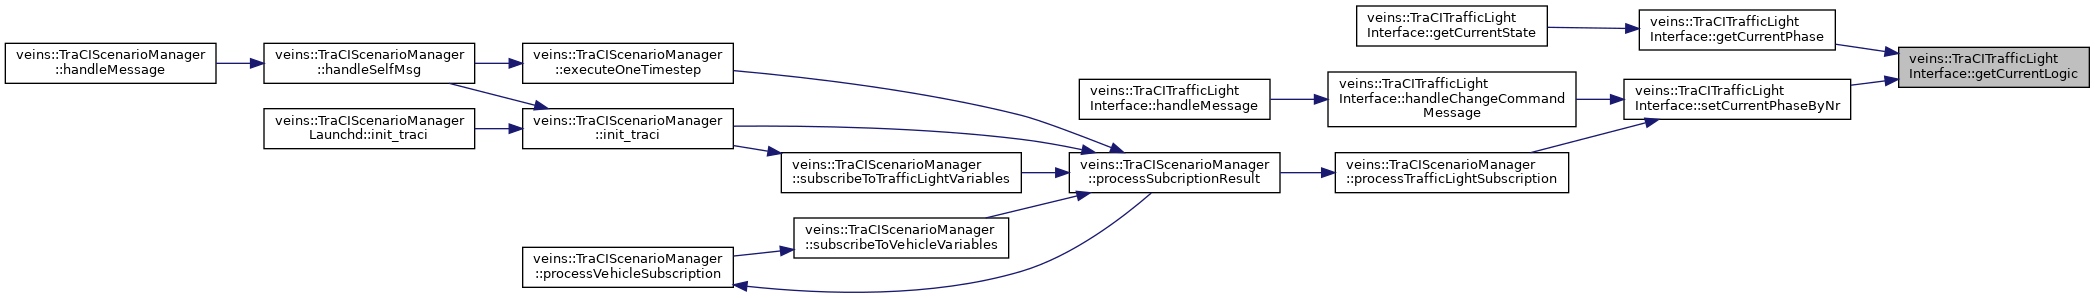 veins::TraCIScenarioManager
::handleMessage
veins::TraCIScenarioManager
::handleSelfMsg
veins::TraCIScenarioManager
Launchd::init_traci
veins::TraCIScenarioManager
::executeOneTimestep
veins::TraCIScenarioManager
::init_traci
veins::TraCIScenarioManager
::processVehicleSubscription
veins::TraCIScenarioManager
::subscribeToTrafficLightVariables
veins::TraCIScenarioManager
::subscribeToVehicleVariables
veins::TraCITrafficLight
Interface::handleMessage
veins::TraCIScenarioManager
::processSubcriptionResult
veins::TraCITrafficLight
Interface::getCurrentState
veins::TraCITrafficLight
Interface::handleChangeCommand
Message
veins::TraCIScenarioManager
::processTrafficLightSubscription
veins::TraCITrafficLight
Interface::getCurrentPhase
veins::TraCITrafficLight
Interface::setCurrentPhaseByNr
veins::TraCITrafficLight
Interface::getCurrentLogic